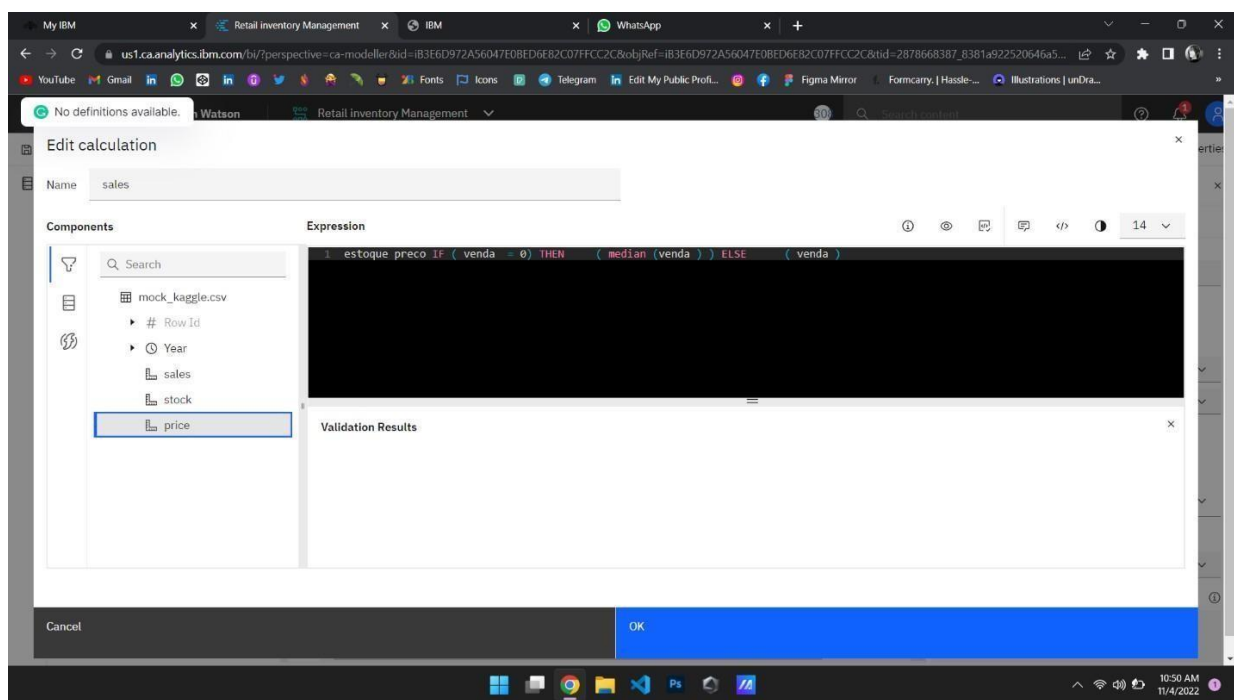 My IBM
Retail inventory Management
IBM
WhatsApp
us1.ca.analytics.ibm.com/bi/?perspective=ca-modeller&id=iB3E6D972A56047E0BED6E82C07FFCC2C&objRef=iB3E6D972A56047E0BED6E82C07FFCC2C&tid=2878668387_8381a922520646a5...
YouTube Gmail Fonts Icons Telegram Edit My Public Profi... Figma Mirror Formcarry. | Hassle-... Illustrations | unDra... »
No definitions available.
Watson
Retail inventory Management
30
Search content
Edit calculation
erties
Name sales
Components
Expression
14
Search
1 estoque preco IF ( venda = 0) THEN ( median (venda ) ) ELSE ( venda )
mock_kaggle.csv
# Row Id
Year
sales
stock
price
Validation Results
Cancel
OK
10:50 AM
11/4/2022
1